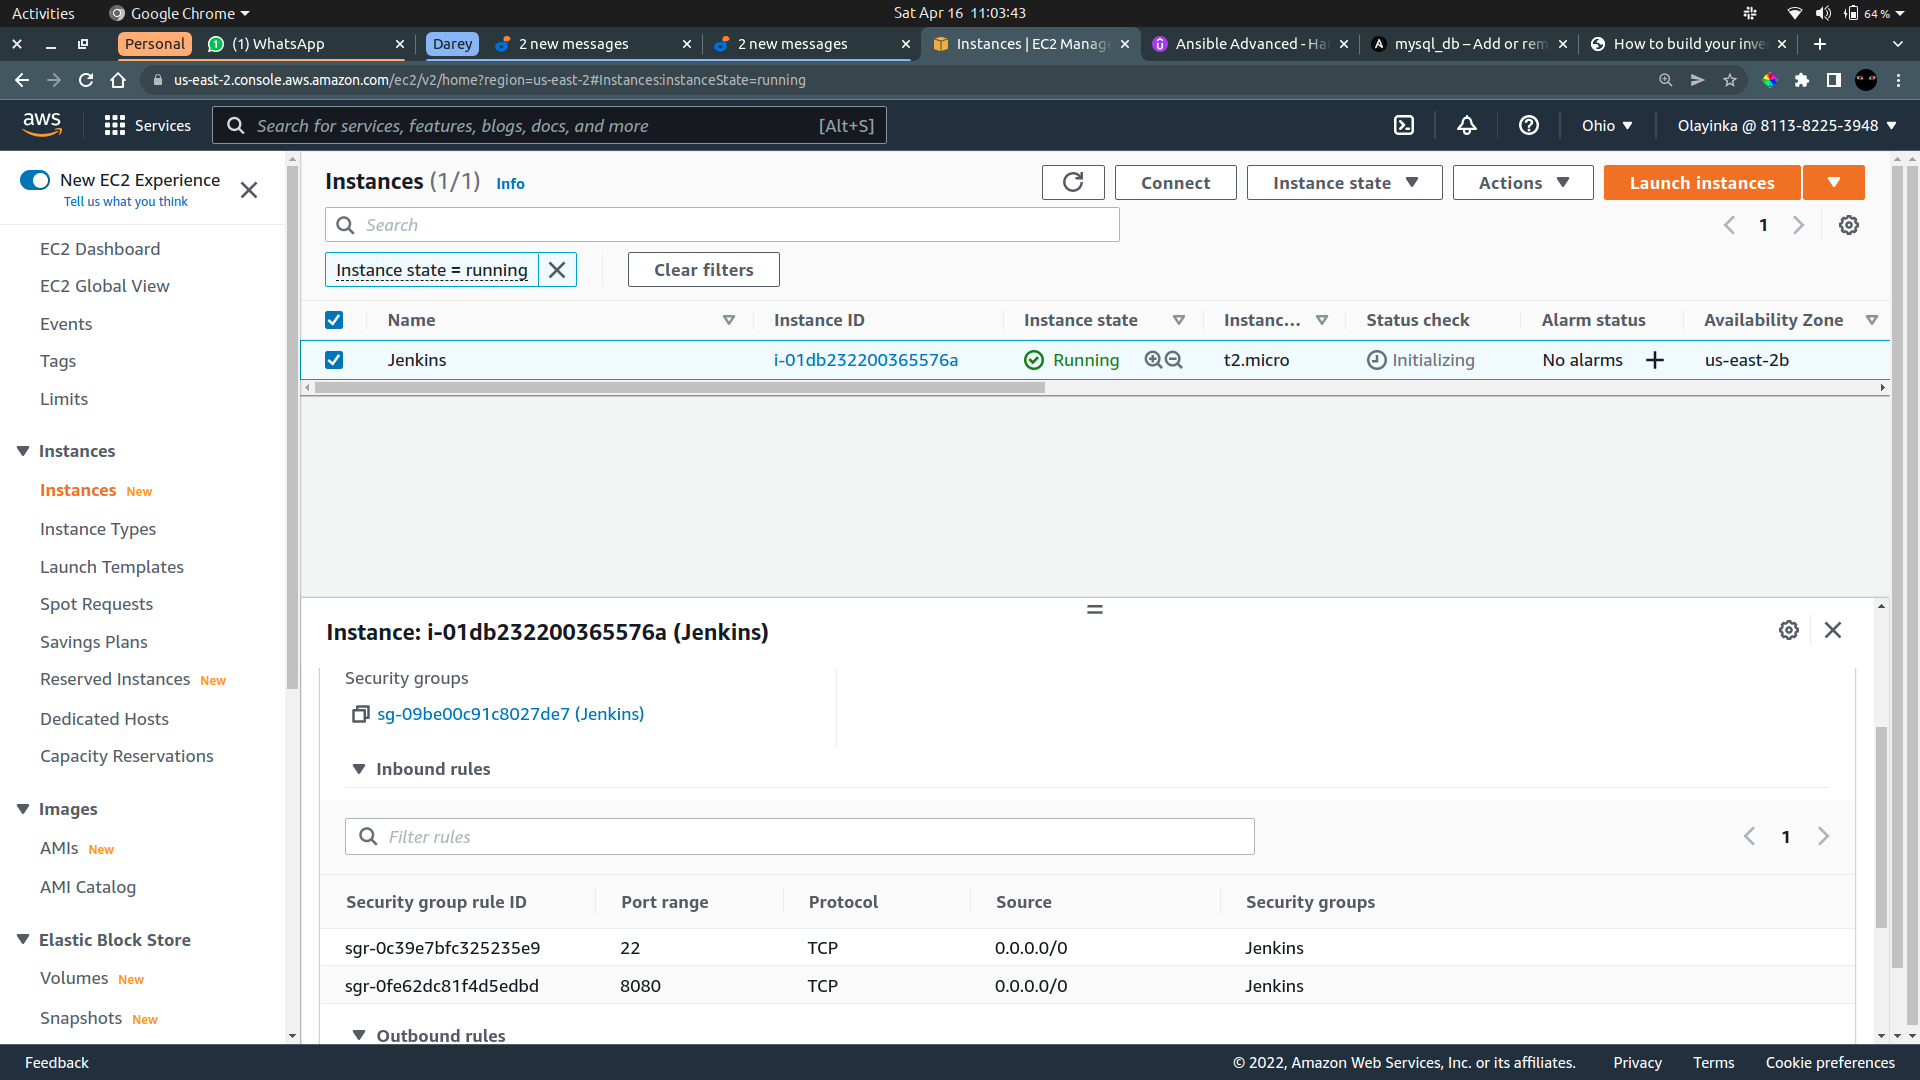 Activities
Google Chrome
Sat Apr 16 11:03:43
64 %
Personal
(1) WhatsApp
Darey
2 new messages
2 new messages
Instances | EC2 Manage
Ansible Advanced - Ha
mysql_db – Add or rem
How to build your inve
us-east-2.console.aws.amazon.com/ec2/v2/home?region=us-east-2#Instances:instanceState=running
aws
Services
Search for services, features, blogs, docs, and more
[Alt+S]
Ohio
Olayinka @ 8113-8225-3948
New EC2 Experience
Tell us what you think
EC2 Dashboard
EC2 Global View
Events
Tags
Limits
Instances
Instances New
Instance Types
Launch Templates
Spot Requests
Savings Plans
Reserved Instances New
Dedicated Hosts
Capacity Reservations
Images
AMIs New
AMI Catalog
Elastic Block Store
Volumes New
Snapshots New
Instances (1/1) Info
Connect
Instance state
Actions
Launch instances
Search
1
Instance state = running
Clear filters
Name Instance ID Instance state Instanc... Status check Alarm status Availability Zone
Jenkins i-01db232200365576a Running t2.micro Initializing No alarms us-east-2b
Instance: i-01db232200365576a (Jenkins)
Security groups
sg-09be00c91c8027de7 (Jenkins)
Inbound rules
Filter rules
1
Security group rule ID Port range Protocol Source Security groups
sgr-0c39e7bfc325235e9 22 TCP 0.0.0.0/0 Jenkins
sgr-0fe62dc81f4d5edbd 8080 TCP 0.0.0.0/0 Jenkins
Outbound rules
Feedback
© 2022, Amazon Web Services, Inc. or its affiliates.
Privacy
Terms
Cookie preferences